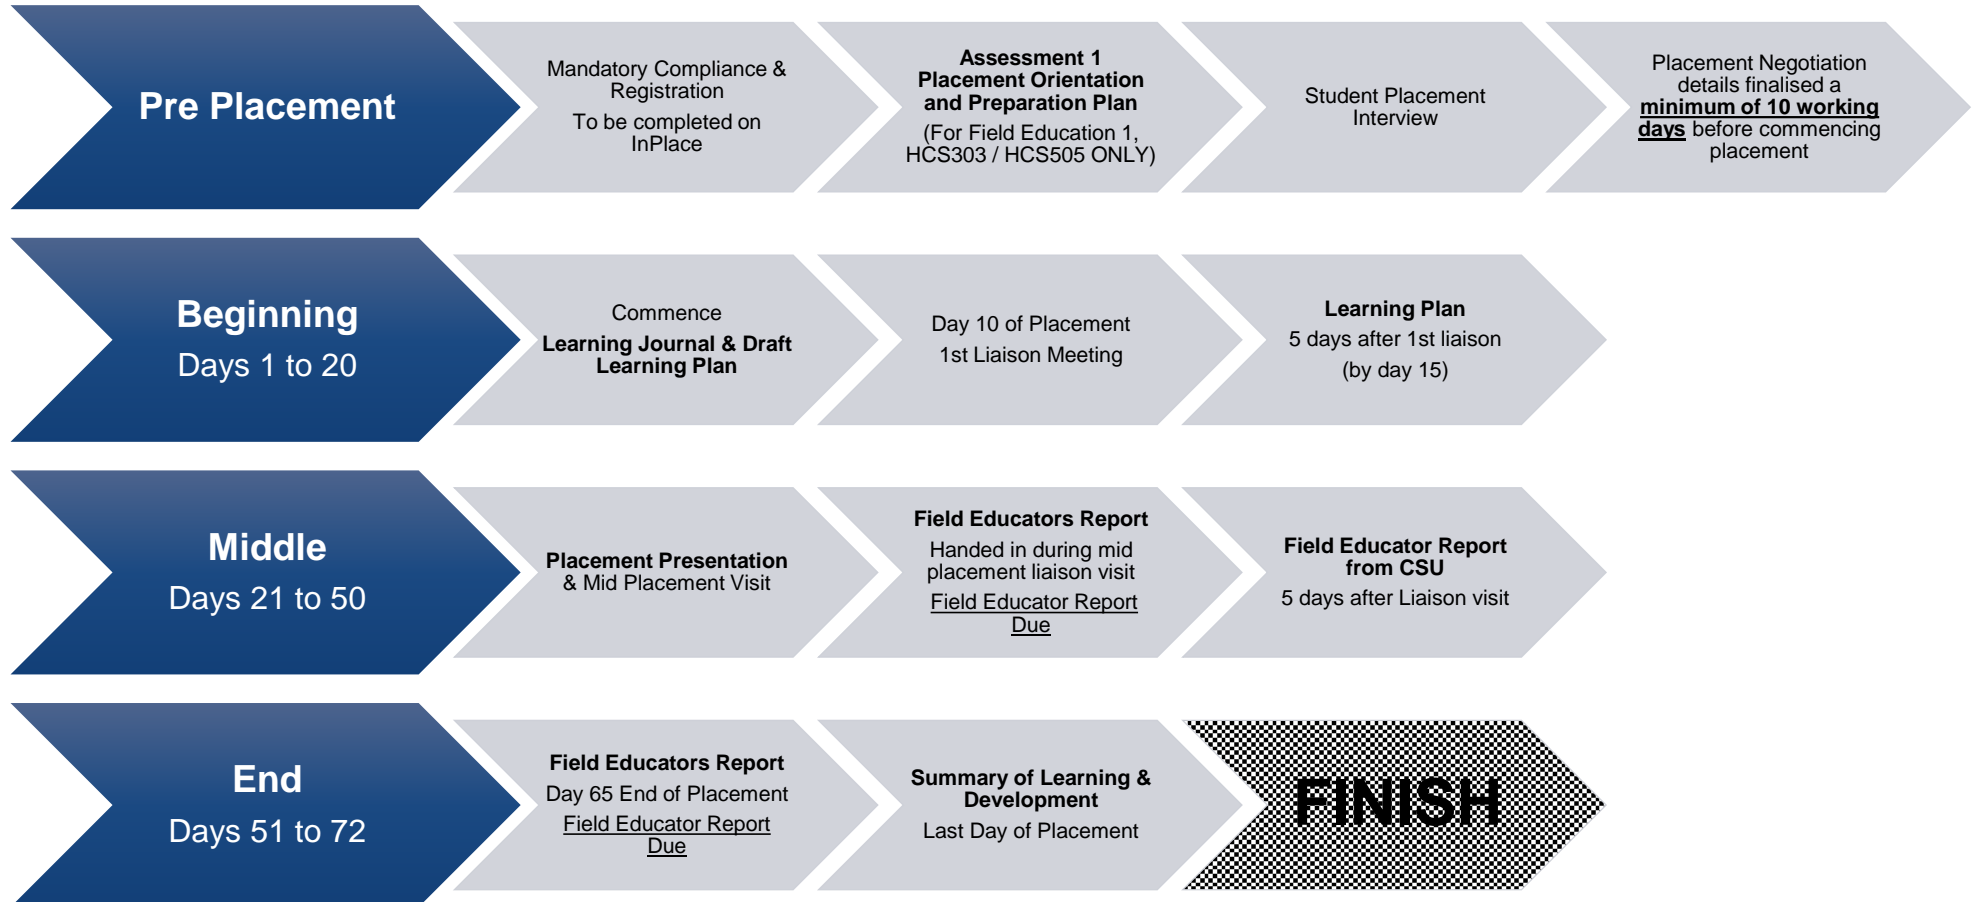 Pre Placement
Mandatory Compliance &
Registration
To be completed on
InPlace
Assessment 1
Placement Orientation
and Preparation Plan
(For Field Education 1,
HCS303 / HCS505 ONLY)
Student Placement
Interview
Placement Negotiation
details finalised a
minimum of 10 working
days before commencing
placement
Beginning
Days 1 to 20
Commence
Learning Journal & Draft
Learning Plan
Day 10 of Placement
1st Liaison Meeting
Learning Plan
5 days after 1st liaison
(by day 15)
Middle
Days 21 to 50
Placement Presentation
& Mid Placement Visit
Field Educators Report
Handed in during mid
placement liaison visit
Field Educator Report
Due
Field Educator Report
from CSU
5 days after Liaison visit
End
Days 51 to 72
Field Educators Report
Day 65 End of Placement
Field Educator Report
Due
Summary of Learning &
Development
Last Day of Placement
FINISH